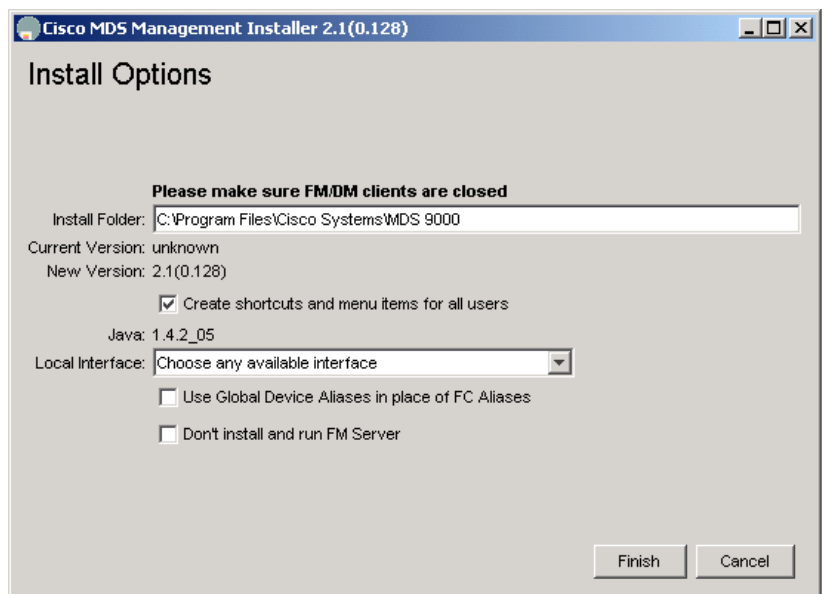 Cisco MDS Management Installer 2.1(0.128)
Install Options
Please make sure FM/DM clients are closed
Install Folder: C:\Program Files\Cisco Systems\MDS 9000
Current Version: unknown
New Version: 2.1(0.128)
Create shortcuts and menu items for all users
Java: 1.4.2_05
Local Interface: Choose any available interface
Use Global Device Aliases in place of FC Aliases
Don't install and run FM Server
Finish Cancel